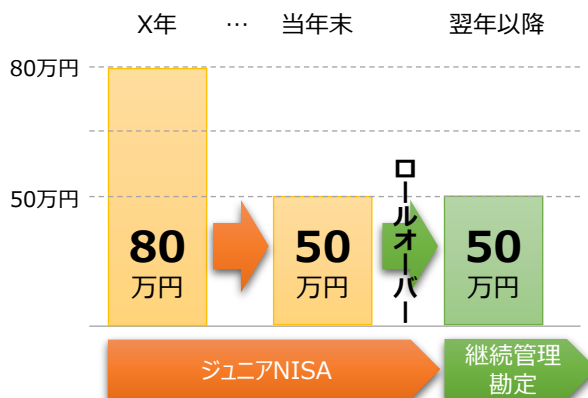 X年 … 当年末 翌年以降
80万円
50万円
80
万円
50
万円
ロールオーバー
50
万円
ジュニアNISA
継続管理
勘定